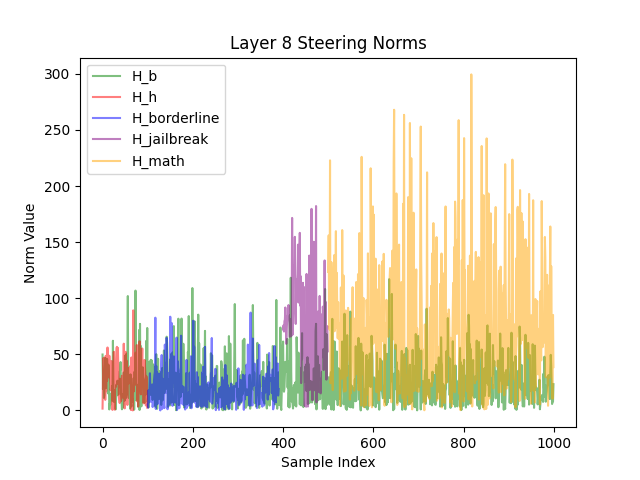 Layer 8 Steering Norms
H_b
H_h
H_borderline
H_jailbreak
H_math
Norm Value
300
250
200
150
100
50
0
0 200 400 600 800 1000
Sample Index